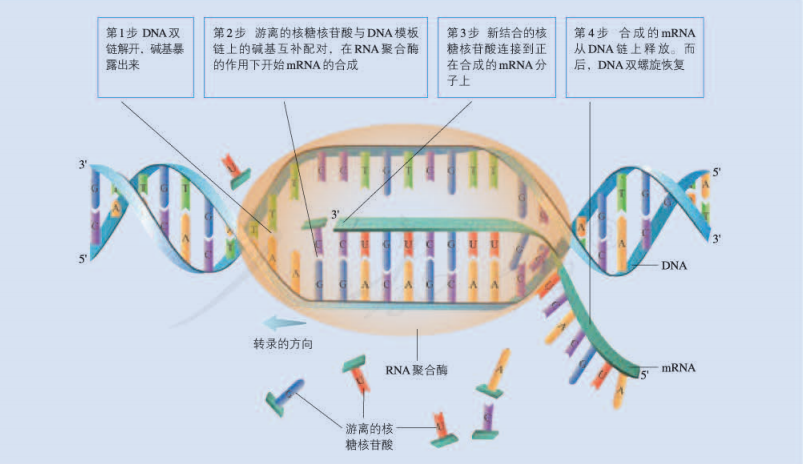 第1步 DNA双
链解开，碱基暴
露出来
第2步 游离的核糖核苷酸与DNA模板
链上的碱基互补配对，在RNA聚合酶
的作用下开始mRNA的合成
第3步 新结合的核
糖核苷酸连接到正
在合成的mRNA分
子上
第4步 合成的mRNA
从DNA链上释放。而
后，DNA双螺旋恢复
3'
5'
C C T G T C G T T
3'
C C U G U C G U U
G G A C A G C A A
5'
3'
DNA
转录的方向
RNA聚合酶
mRNA
5'
游离的核
糖核苷酸